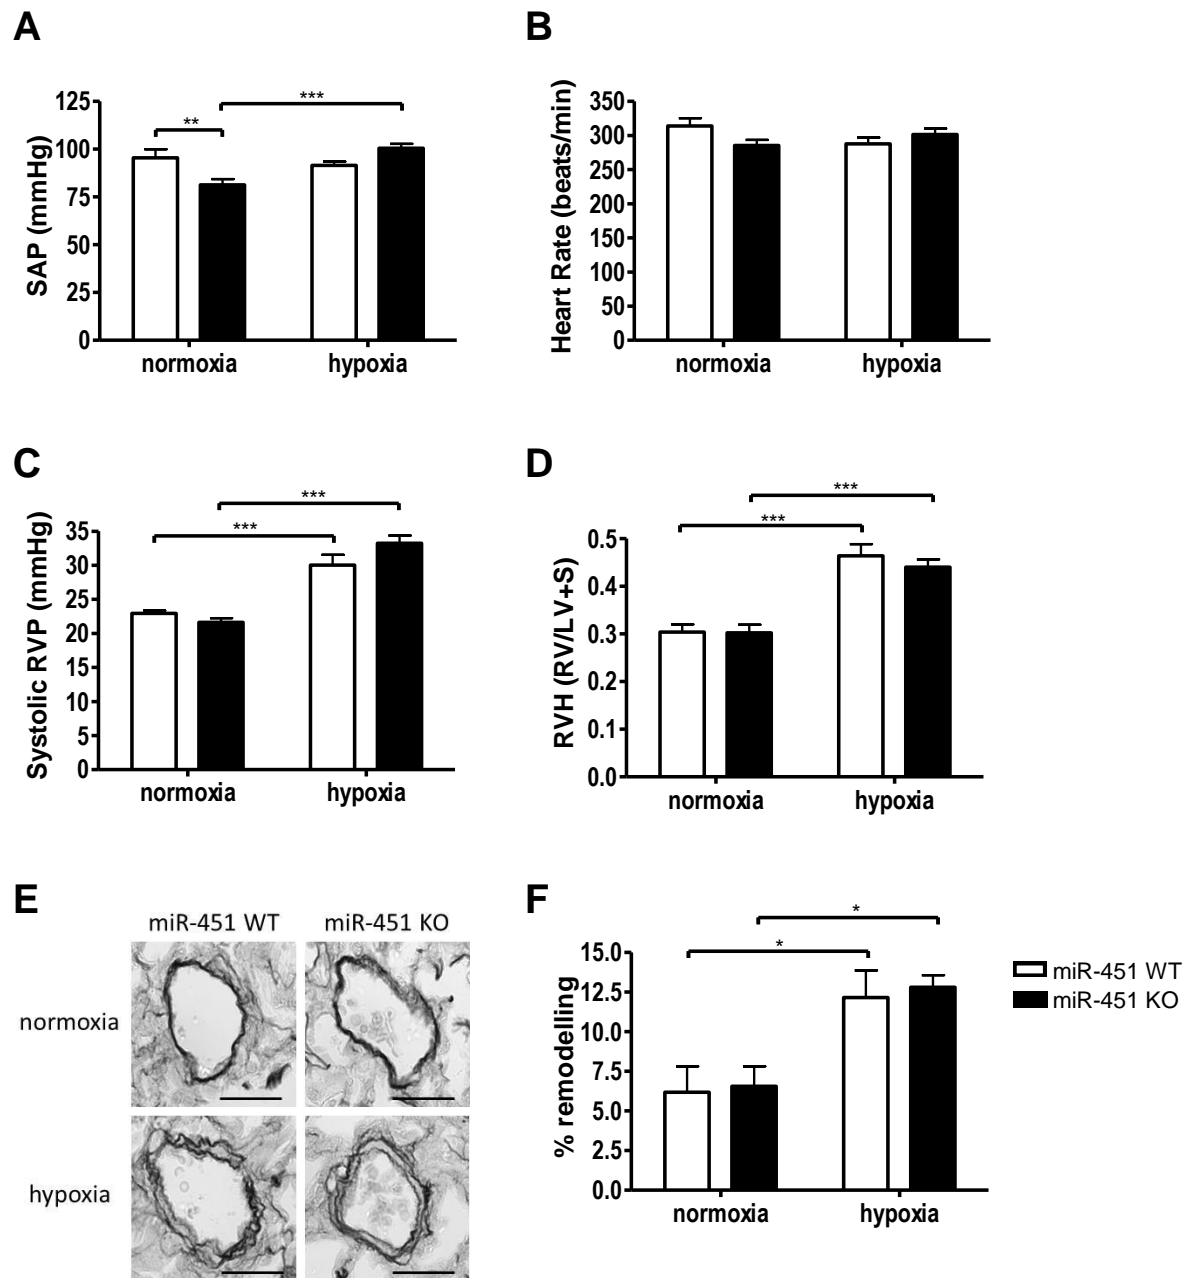 A
SAP (mmHg)
125
100
75
50
25
0
**
***
normoxia hypoxia
B
Heart Rate (beats/min)
350
300
250
200
150
100
50
0
normoxia hypoxia
C
Systolic RVP (mmHg)
35
30
25
20
15
10
5
0
***
***
normoxia hypoxia
D
RVH (RV/LV+S)
0.5
0.4
0.3
0.2
0.1
0.0
***
***
normoxia hypoxia
E
miR-451 WT miR-451 KO
normoxia
hypoxia
F
% remodelling
15.0
12.5
10.0
7.5
5.0
2.5
0.0
*
*
normoxia hypoxia
miR-451 WT
miR-451 KO